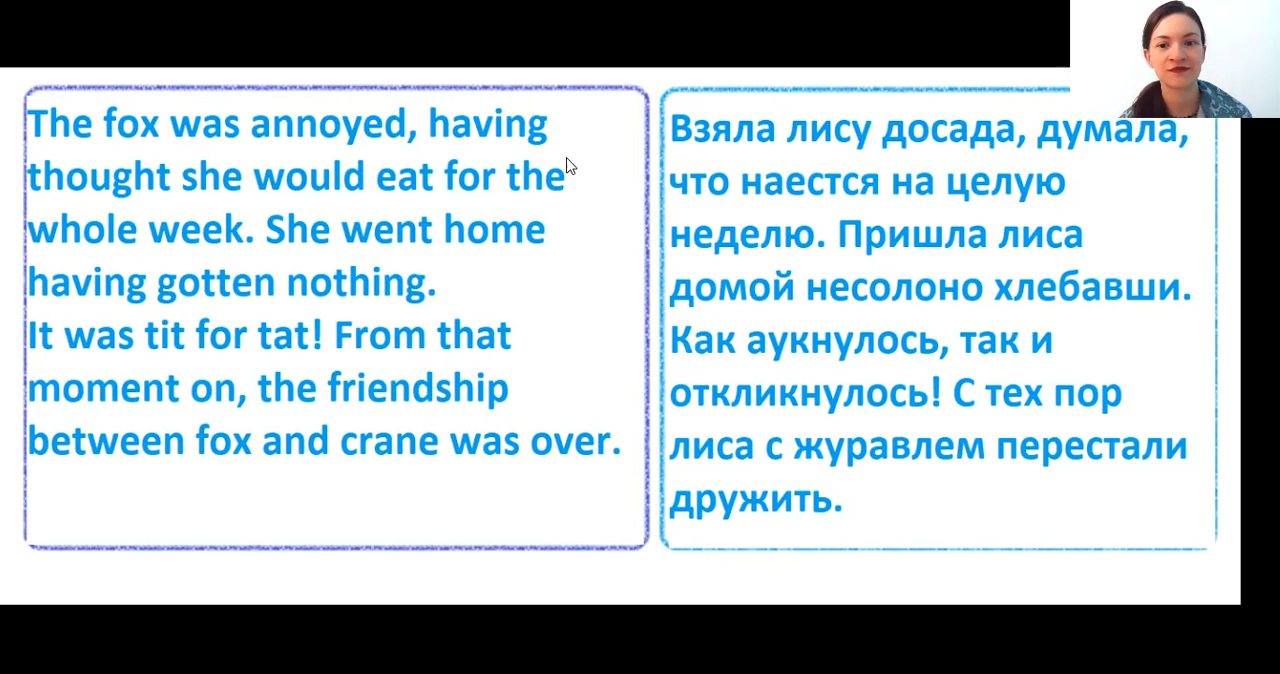 The fox was annoyed, having
thought she would eat for the
whole week. She went home
having gotten nothing.
It was tit for tat! From that
moment on, the friendship
between fox and crane was over.
Взяла лису досада, думала,
что наестся на целую
неделю. Пришла лиса
домой несолоно хлебавши.
Как аукнулось, так и
откликнулось! С тех пор
лиса с журавлем перестали
дружить.